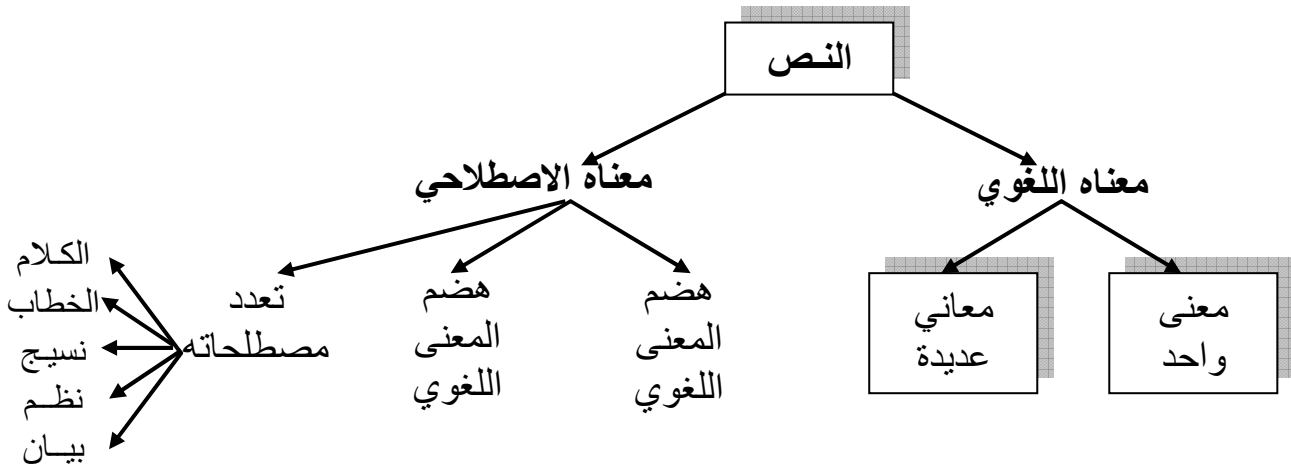 النص
معناه اللغوي
معناه الاصطلاحي
معنى
واحد
معاني
عديدة
هضم
المعنى
اللغوي
هضم
المعنى
اللغوي
تعدد
مصطلحاته
الكلام
الخطاب
نسيج
نظم
بيان